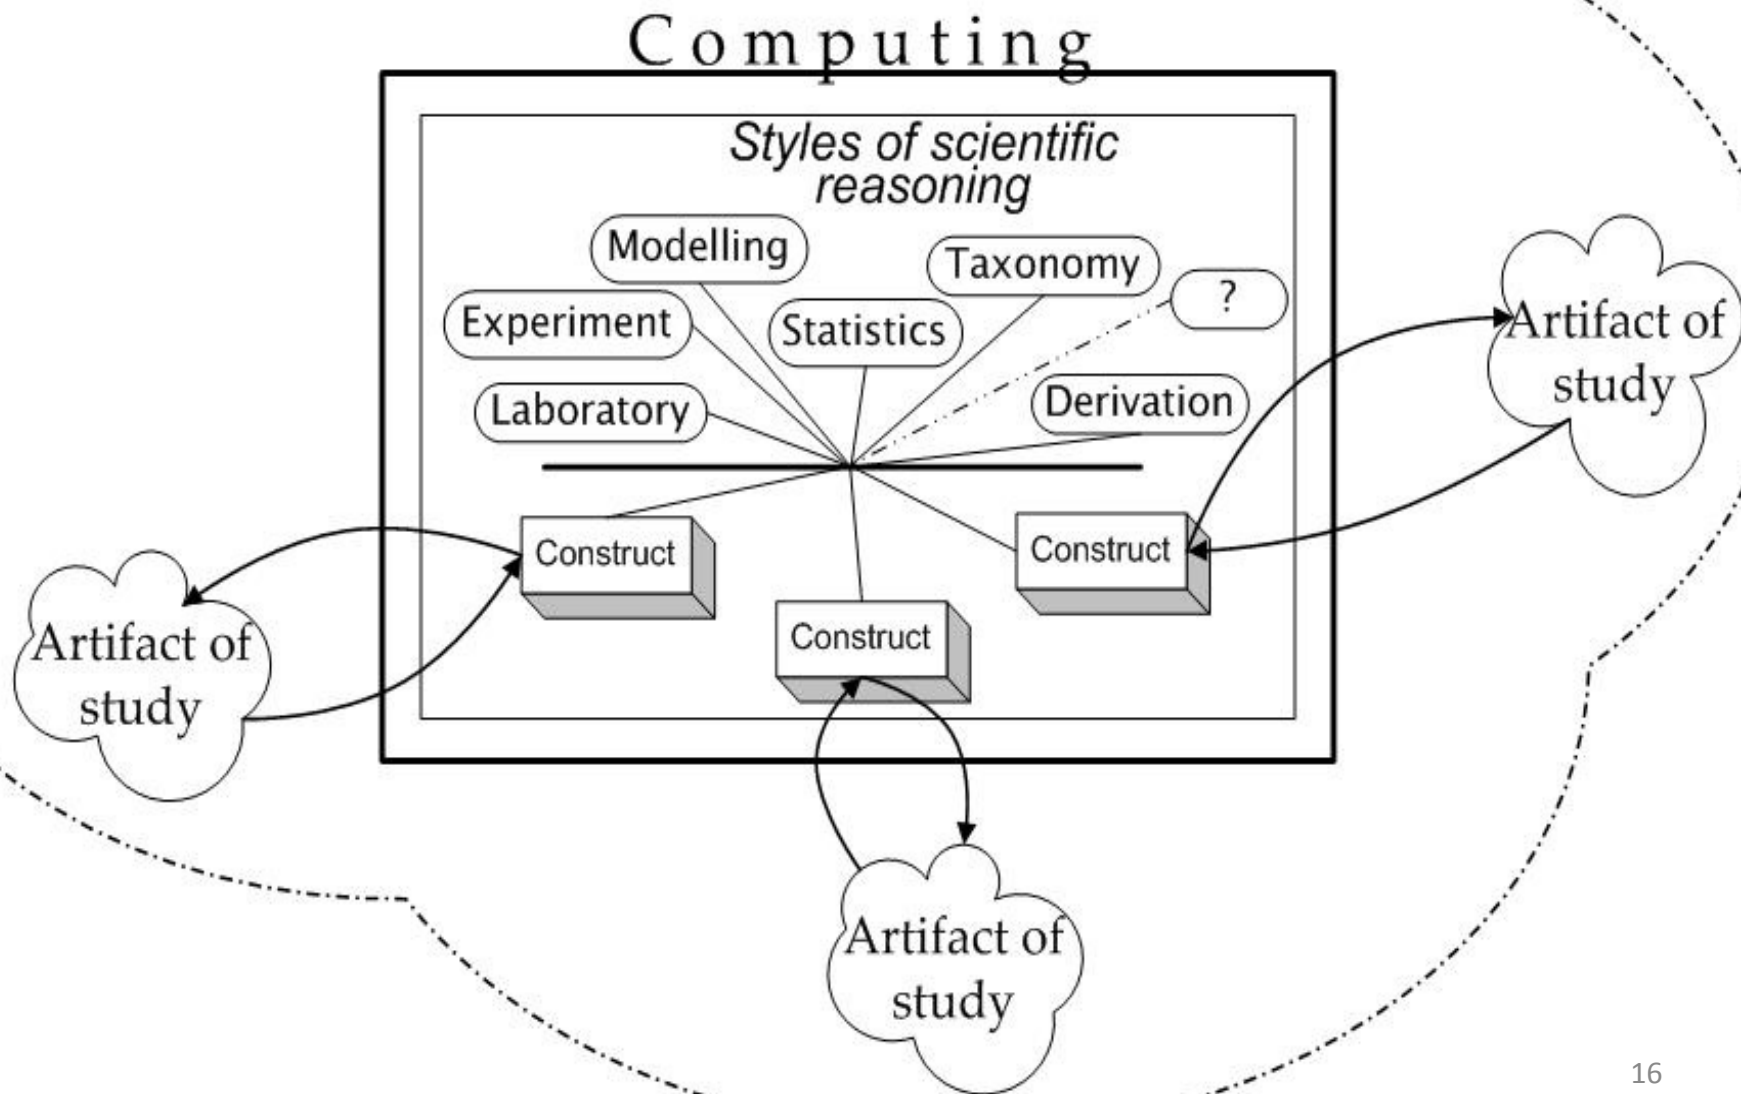 Computing
Styles of scientific
reasoning
Modelling
Taxonomy
?
Experiment
Statistics
Laboratory
Derivation
Artifact of
study
Construct
Construct
Construct
Artifact of
study
Artifact of
study
16